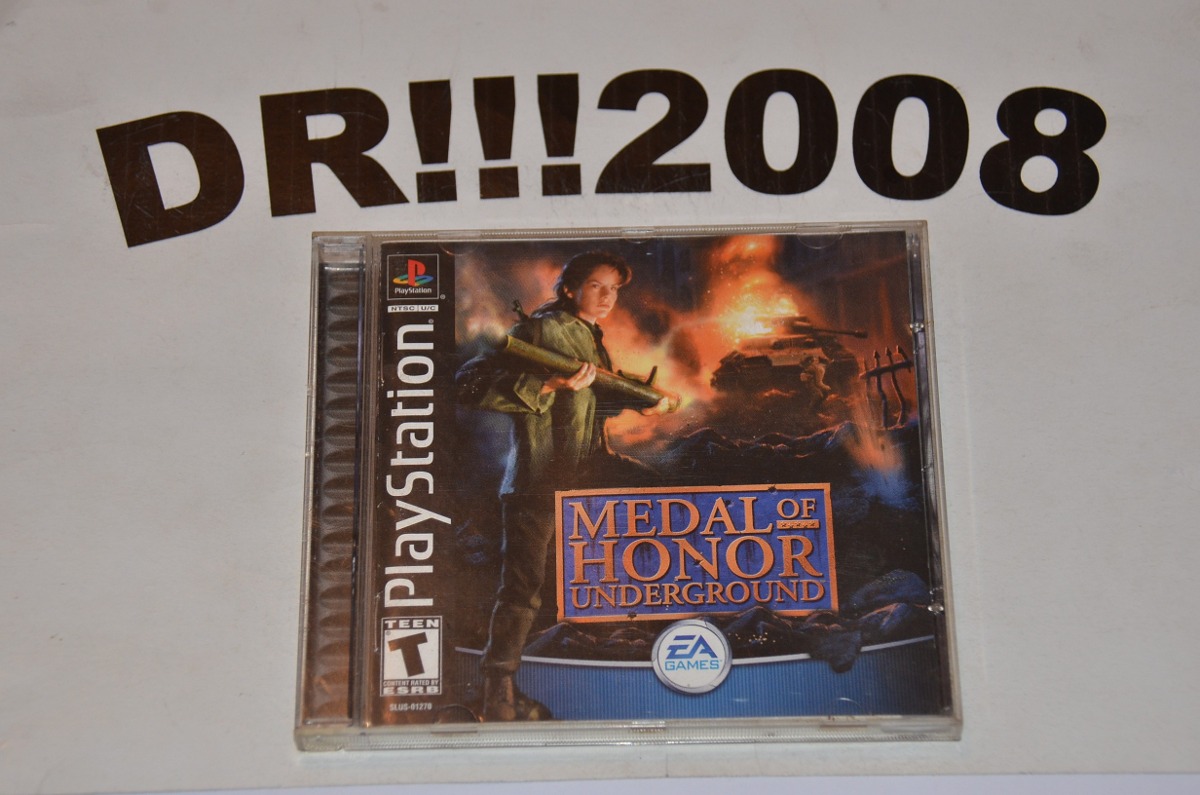 DR!!!2008
PlayStation
NTSC U/C
PlayStation
MEDAL OF
HONOR
UNDERGROUND
EA
GAMES
TEEN
T
CONTENT RATED BY
ESRB
SLUS-01270